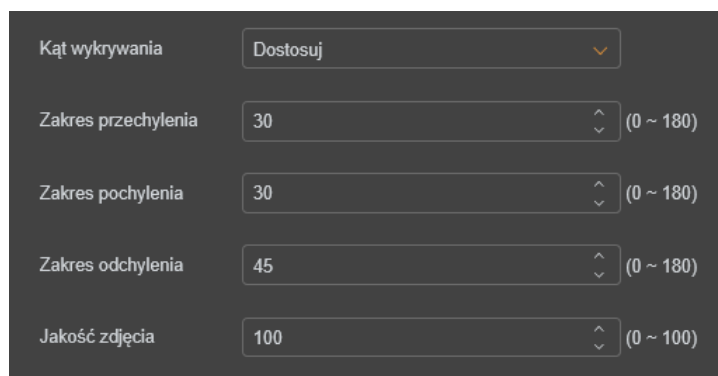 Kąt wykrywania Dostosuj
Zakres przechylenia 30 (0 ~ 180)
Zakres pochylenia 30 (0 ~ 180)
Zakres odchylenia 45 (0 ~ 180)
Jakość zdjęcia 100 (0 ~ 100)